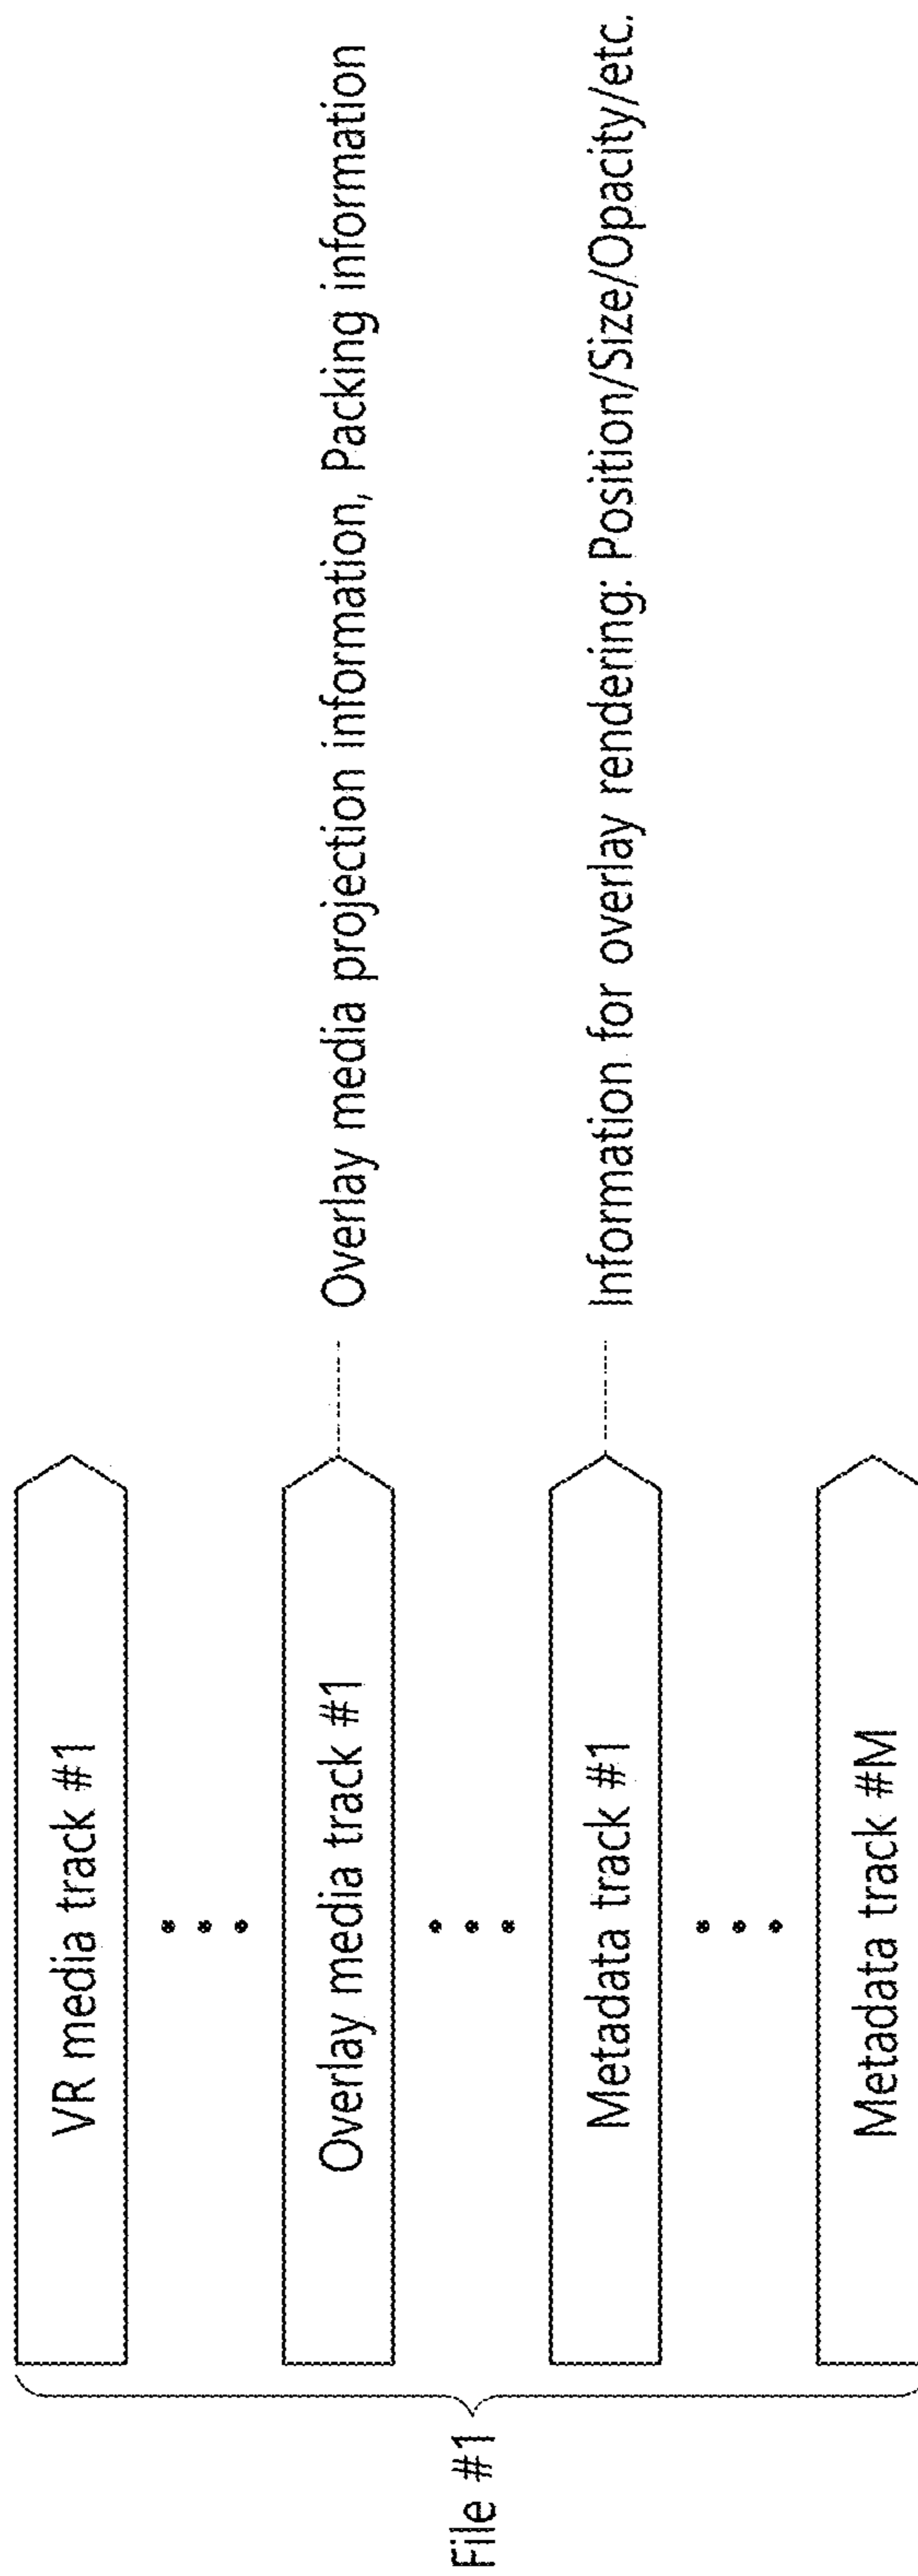 File #1
VR media track #1
Overlay media track #1
Overlay media projection information, Packing information
Metadata track #1
Information for overlay rendering: Position/Size/Opacity/etc.
Metadata track #M